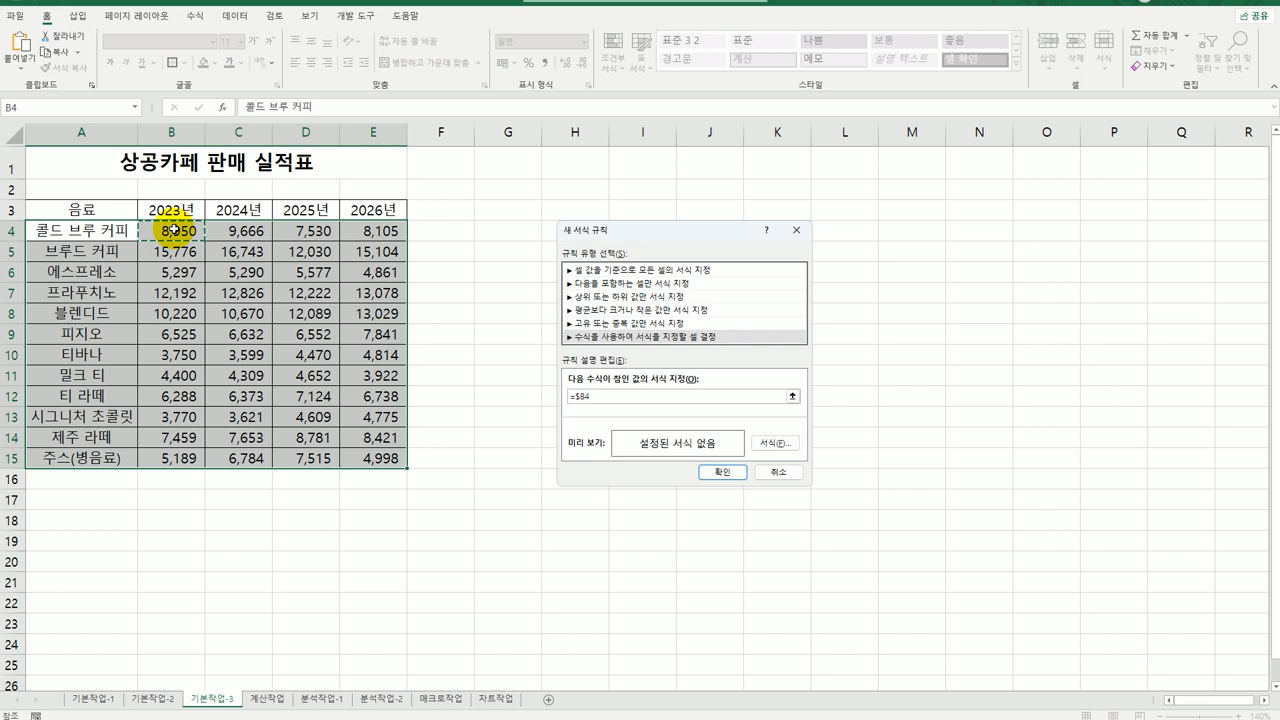 파일 홈 삽입 페이지 레이아웃 수식 데이터 검토 보기 개발 도구 도움말 공유
붙여넣기 잘라내기 복사 서식 복사 클립보드
11 가 가 글꼴
자동 줄 바꿈 병합하고 가운데 맞춤 맞춤
일반 % 표시 형식
조건부 서식 표 서식 표준 3 2 표준 나쁨 보통 좋음
경고문 계산 메모 설명 텍스트 셀 확인 스타일
삽입 삭제 서식 셀
자동 합계 채우기 지우기 정렬 및 필터 찾기 및 선택 편집
B4 fx 콜드 브루 커피
A B C D E F G H I J K L M N O P Q R
1 상공카페 판매 실적표
2
3 음료 2023년 2024년 2025년 2026년
4 콜드 브루 커피 9,666 7,530 8,105
5 브루드 커피 15,776 16,743 12,030 15,104
6 에스프레소 5,297 5,290 5,577 4,861
7 프라푸치노 12,192 12,826 12,222 13,078
8 블렌디드 10,220 10,670 12,089 13,029
9 피지오 6,525 6,632 6,552 7,841
10 티바나 3,750 3,599 4,470 4,814
11 밀크 티 4,400 4,309 4,652 3,922
12 티 라떼 6,288 6,373 7,124 6,738
13 시그니처 초콜릿 3,770 3,621 4,609 4,775
14 제주 라떼 7,459 7,653 8,781 8,421
15 주스(병음료) 5,189 6,784 7,515 4,998
16
17
18
19
20
21
22
23
24
25
26
새 서식 규칙 ?
규칙 유형 선택(S):
► 셀 값을 기준으로 모든 셀의 서식 지정
► 다음을 포함하는 셀만 서식 지정
► 상위 또는 하위 값만 서식 지정
► 평균보다 크거나 작은 값만 서식 지정
► 고유 또는 중복 값만 서식 지정
► 수식을 사용하여 서식을 지정할 셀 결정
규칙 설명 편집(E):
다음 수식이 참인 값의 서식 지정(O):
=$B4
미리 보기: 설정된 서식 없음 서식(F)...
확인 취소
기본작업-1 기본작업-2 기본작업-3 계산작업 분석작업-1 분석작업-2 매크로작업 차트작업
참조 140%